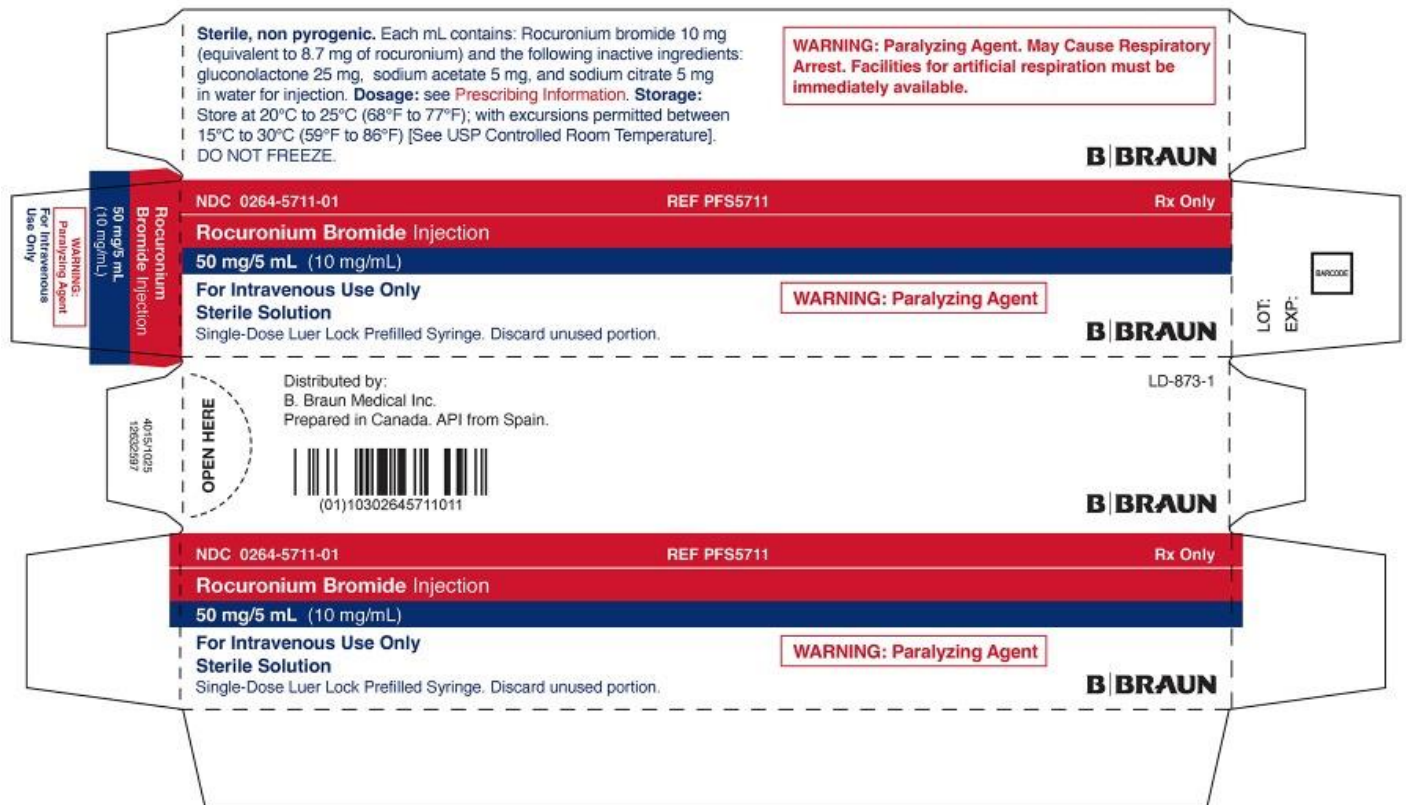 Sterile, non pyrogenic. Each mL contains: Rocuronium bromide 10 mg
(equivalent to 8.7 mg of rocuronium) and the following inactive ingredients:
gluconolactone 25 mg, sodium acetate 5 mg, and sodium citrate 5 mg
in water for injection. Dosage: see Prescribing Information. Storage:
Store at 20°C to 25°C (68°F to 77°F); with excursions permitted between
15°C to 30°C (59°F to 86°F) [See USP Controlled Room Temperature].
DO NOT FREEZE.
WARNING: Paralyzing Agent. May Cause Respiratory
Arrest. Facilities for artificial respiration must be
immediately available.
B|BRAUN
Rocuronium
Bromide Injection
50 mg/5 mL
(10 mg/mL)
WARNING:
Paralyzing Agent
For Intravenous
Use Only
NDC 0264-5711-01 REF PFS5711 Rx Only
Rocuronium Bromide Injection
50 mg/5 mL (10 mg/mL)
For Intravenous Use Only
Sterile Solution
Single-Dose Luer Lock Prefilled Syringe. Discard unused portion.
WARNING: Paralyzing Agent
B|BRAUN
LOT:
EXP:
BARCODE
4015/1025
12632597
OPEN HERE
Distributed by:
B. Braun Medical Inc.
Prepared in Canada. API from Spain.
(01)10302645711011
LD-873-1
B|BRAUN
NDC 0264-5711-01 REF PFS5711 Rx Only
Rocuronium Bromide Injection
50 mg/5 mL (10 mg/mL)
For Intravenous Use Only
Sterile Solution
Single-Dose Luer Lock Prefilled Syringe. Discard unused portion.
WARNING: Paralyzing Agent
B|BRAUN